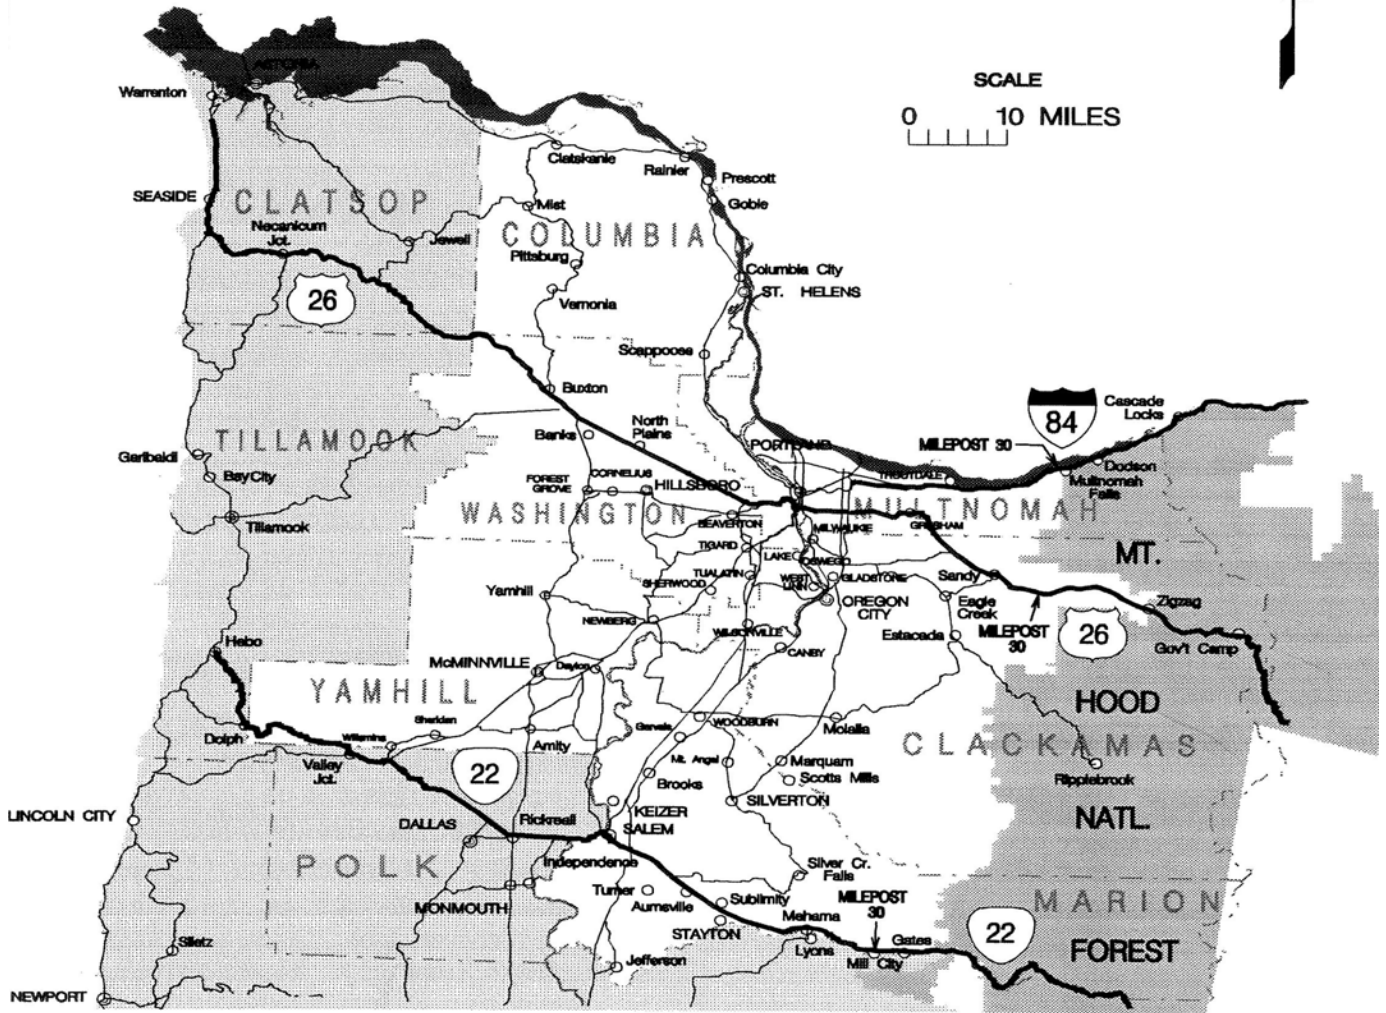 SCALE
0 10 MILES
ASTORIA
Warrenton
Clatskanie
Rainier
Prescott
SEASIDE
CLATSOP
Goble
Mist
Necanicum
Jct.
Jewell
COLUMBIA
Pittsburg
Columbia City
26
Vernonia
ST. HELENS
Scappoose
Buxton
Cascade
Locks
84
North
Plains
Banks
TILLAMOOK
PORTLAND
MILEPOST 30
Garibaldi
Dodson
Bay City
FOREST
GROVE
CORNELIUS
HILLSBORO
TROUTDALE
Multnomah
Falls
WASHINGTON
MULTNOMAH
Tillamook
BEAVERTON
MILWAUKIE
GRESHAM
TIGARD
LAKE
OSWEGO
MT.
TUALATIN
SHERWOOD
WEST
LINN
GLADSTONE
Sandy
Yamhill
OREGON
CITY
Eagle
Creek
Zigzag
NEWBERG
WILSONVILLE
Estacada
MILEPOST
30
26
Hebo
CANBY
Gov't Camp
McMINNVILLE
Dayton
YAMHILL
HOOD
Sheridan
Gervais
WOODBURN
Molalla
Dolph
Willamina
Amity
CLACKAMAS
Valley
Jct.
22
Mt. Angel
Marquam
Brooks
Scotts Mills
Ripplebrook
LINCOLN CITY
KEIZER
SILVERTON
DALLAS
Rickreall
SALEM
NATL.
POLK
Independence
Silver Cr.
Falls
Turner
Aumsville
Sublimity
MILEPOST
30
MARION
MONMOUTH
Mehama
STAYTON
22
Siletz
Lyons
Gates
FOREST
Jefferson
Mill City
NEWPORT